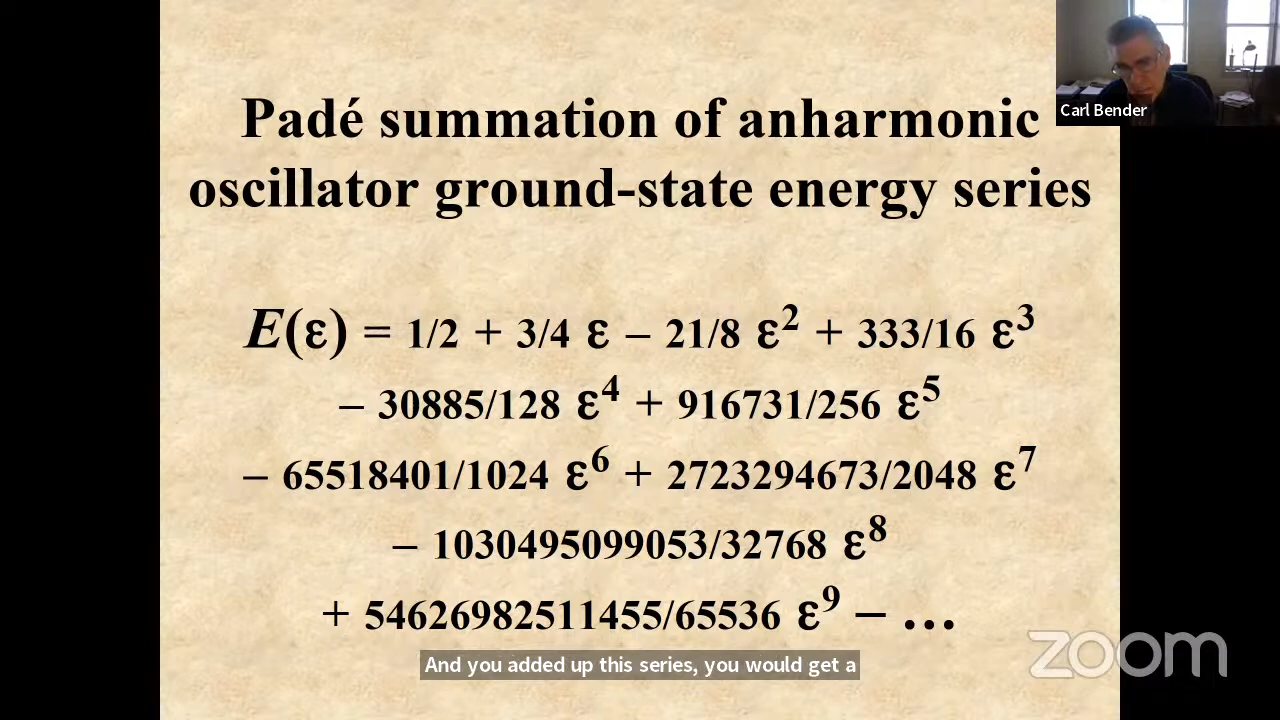 Padé summation of anharmonic
oscillator ground-state energy series
E(ε) = 1/2 + 3/4 ε – 21/8 ε² + 333/16 ε³
– 30885/128 ε⁴ + 916731/256 ε⁵
– 65518401/1024 ε⁶ + 2723294673/2048 ε⁷
– 1030495099053/32768 ε⁸
+ 54626982511455/65536 ε⁹ – …
Carl Bender
And you added up this series, you would get a
zoom